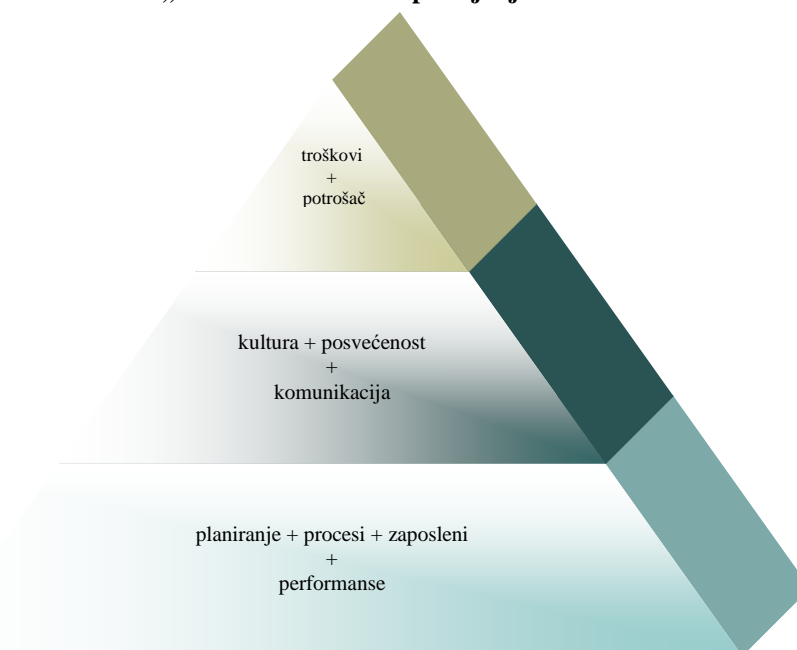 troškovi
+
potrošač
kultura + posvećenost
+
komunikacija
planiranje + procesi + zaposleni
+
performanse